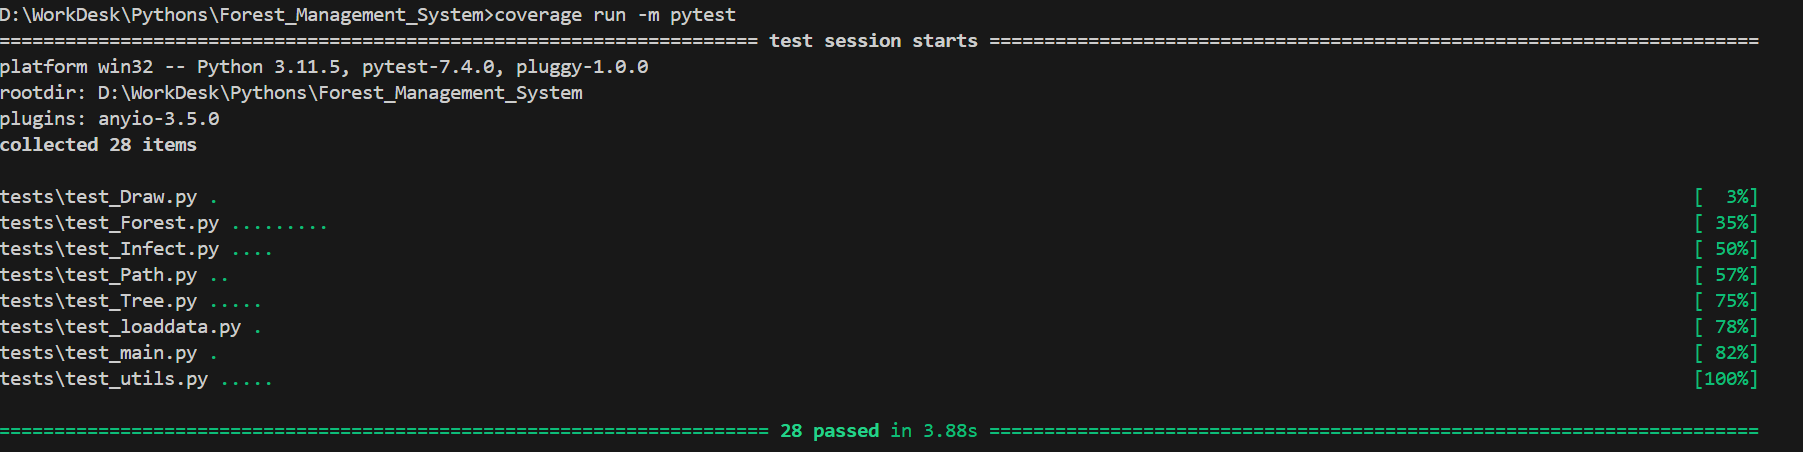 D:\WorkDesk\Pythons\Forest_Management_System>coverage run -m pytest
===================================================================== test session starts ======================================================================
platform win32 -- Python 3.11.5, pytest-7.4.0, pluggy-1.0.0
rootdir: D:\WorkDesk\Pythons\Forest_Management_System
plugins: anyio-3.5.0
collected 28 items
tests\test_Draw.py . [  3%]
tests\test_Forest.py ......... [ 35%]
tests\test_Infect.py .... [ 50%]
tests\test_Path.py .. [ 57%]
tests\test_Tree.py ..... [ 75%]
tests\test_loaddata.py . [ 78%]
tests\test_main.py . [ 82%]
tests\test_utils.py ..... [100%]
====================================================================== 28 passed in 3.88s ======================================================================